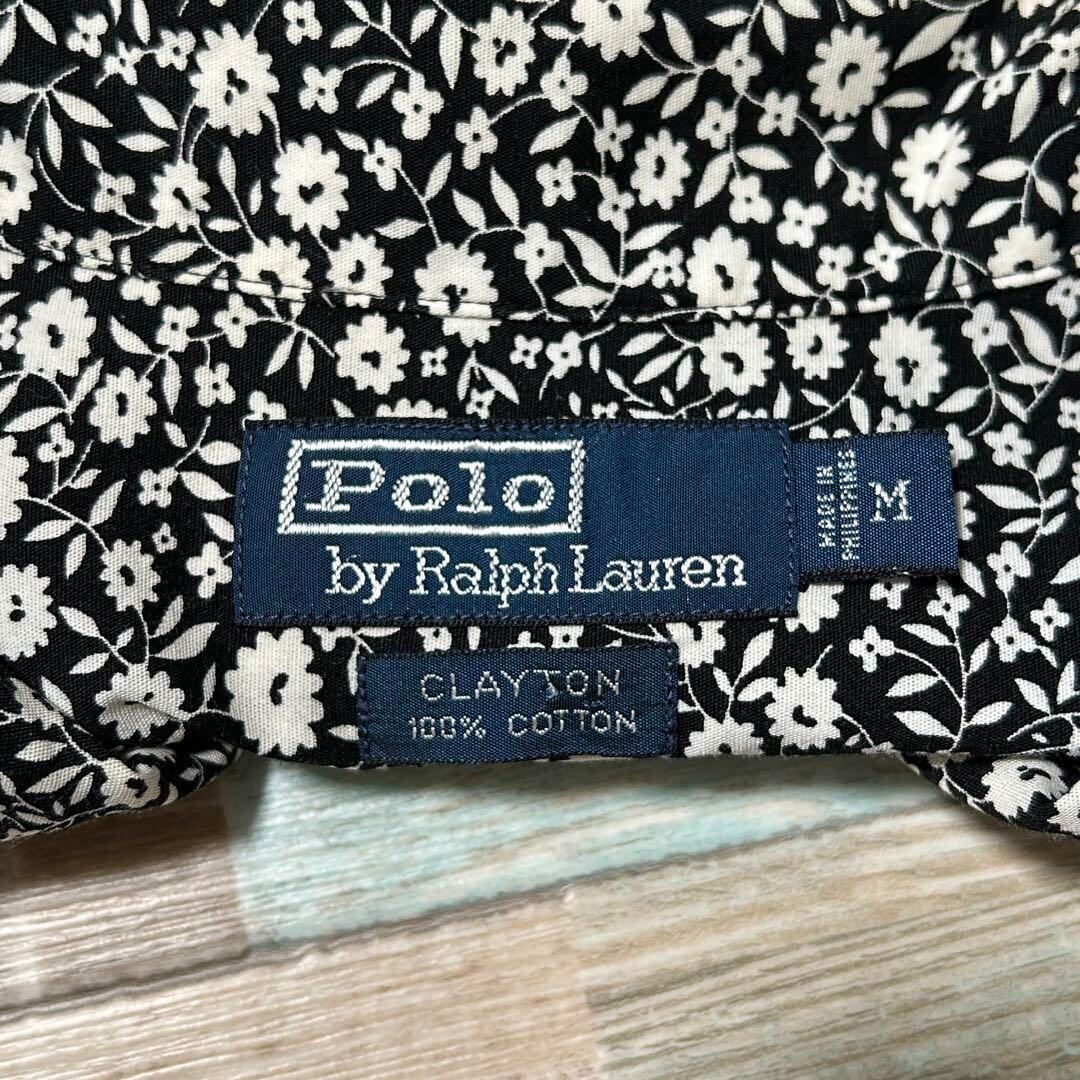 Polo
by Ralph Lauren
MADE IN
PHILIPPINES
M
CLAYTON
100% COTTON